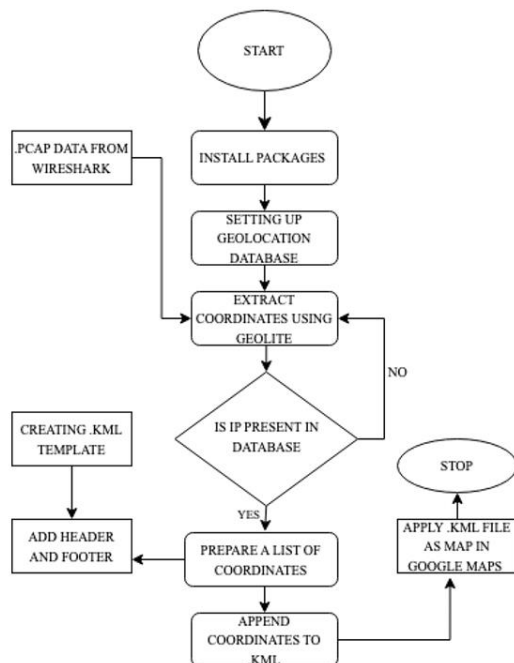 START
.PCAP DATA FROM
WIRESHARK
INSTALL PACKAGES
SETTING UP
GEOLOCATION
DATABASE
EXTRACT
COORDINATES USING
GEOLITE
NO
IS IP PRESENT IN
DATABASE
CREATING .KML
TEMPLATE
STOP
YES
ADD HEADER
AND FOOTER
PREPARE A LIST OF
COORDINATES
APPLY .KML FILE
AS MAP IN
GOOGLE MAPS
APPEND
COORDINATES TO
KML